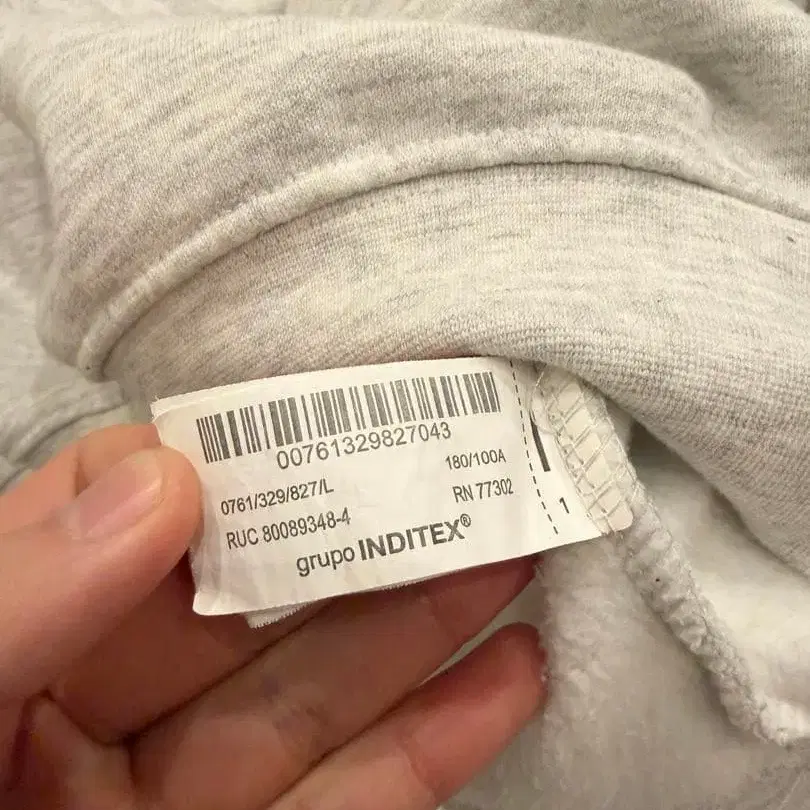 00761329827043
0761/329/827/L
180/100A
RUC 80089348-4
RN 77302
grupo INDITEX®
1